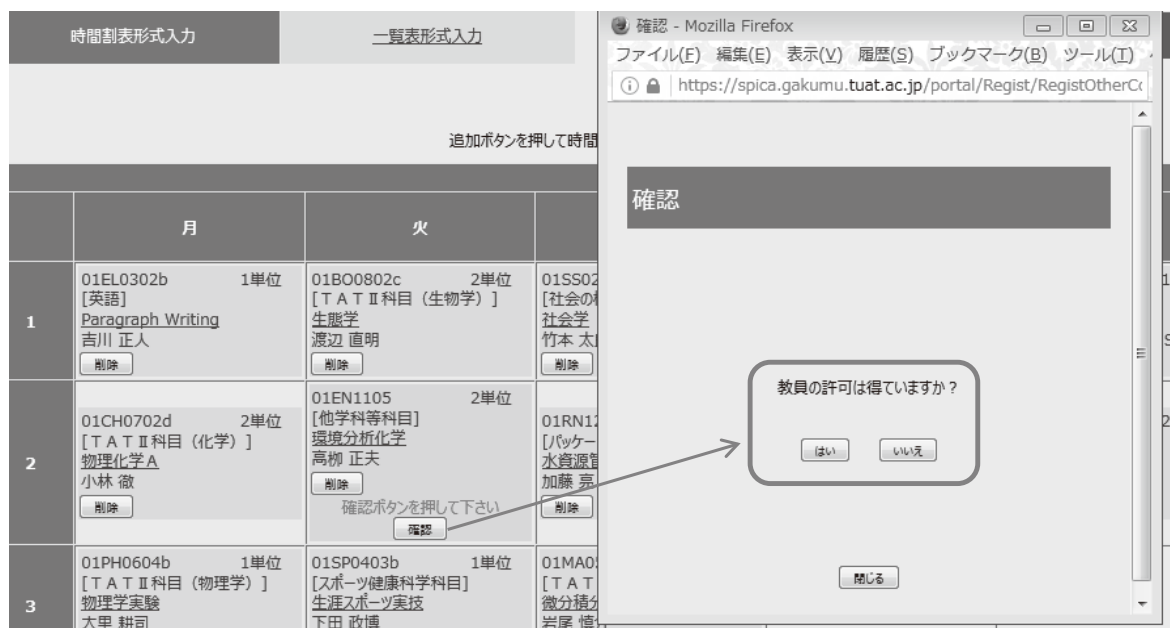 時間割表形式入力
一覧表形式入力
追加ボタンを押して時間
月
火
1
01EL0302b 1単位
[英語]
Paragraph Writing
吉川 正人
削除
01BO0802c 2単位
[ＴＡＴⅡ科目（生物学）]
生態学
渡辺 直明
削除
01SS02
[社会の
社会学
竹本 太
削除
2
01CH0702d 2単位
[ＴＡＴⅡ科目（化学）]
物理化学Ａ
小林 徹
削除
01EN1105 2単位
[他学科等科目]
環境分析化学
高柳 正夫
削除
確認ボタンを押して下さい
確認
01RN12
[パッケー
水資源管
加藤 亮
削除
3
01PH0604b 1単位
[ＴＡＴⅡ科目（物理学）]
物理学実験
大里 耕司
01SP0403b 1単位
[スポーツ健康科学科目]
生涯スポーツ実技
下田 政博
01MA05
[ＴＡＴ
微分積分
岩尾 慎
確認 - Mozilla Firefox
ファイル(F) 編集(E) 表示(V) 履歴(S) ブックマーク(B) ツール(T)
https://spica.gakumu.tuat.ac.jp/portal/Regist/RegistOtherCo
確認
教員の許可は得ていますか？
はい いいえ
閉じる